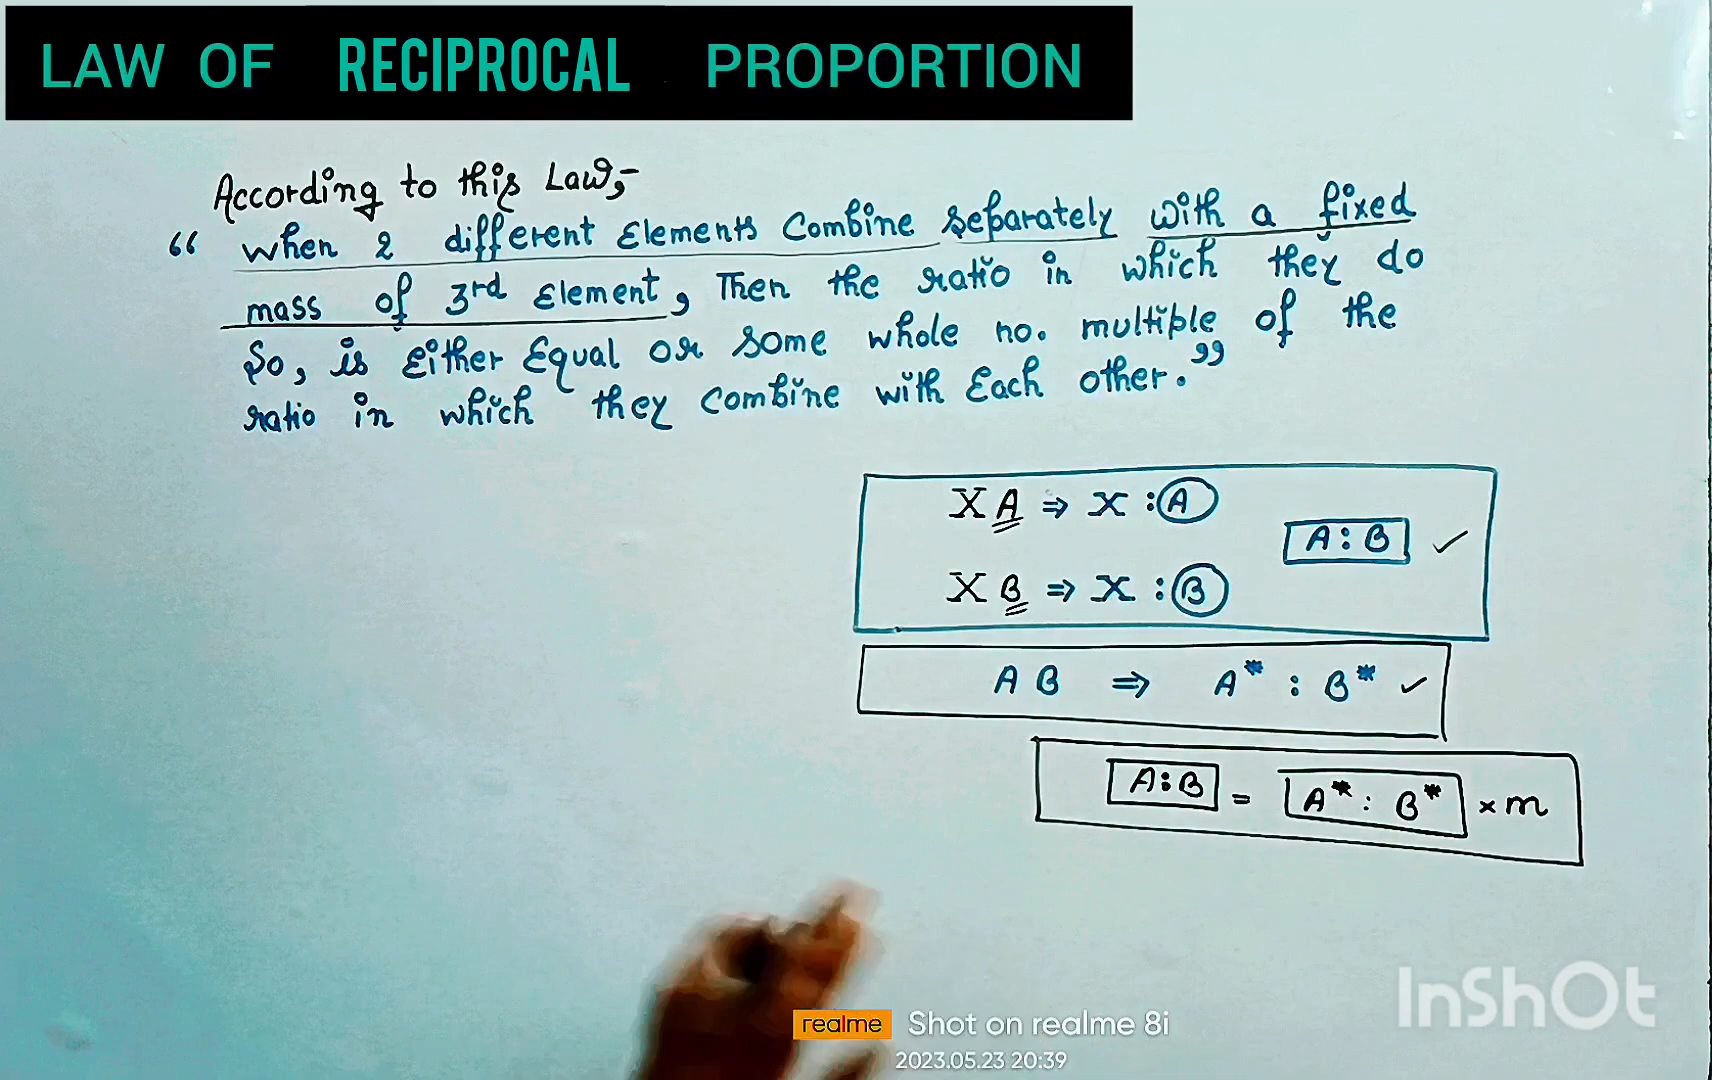 LAW OF RECIPROCAL PROPORTION
According to this Law,-
“ when 2 different Elements Combine separately with a fixed
mass of 3rd Element, Then the ratio in which they do
So, is Either Equal or some whole no. multiple of the
ratio in which they combine with Each other. ”
X A ⇒ X : A
A : B ✓
X B ⇒ X : B
A B ⇒ A* : B* ✓
A : B = A* : B* × m
InShOt
realme Shot on realme 8i
2023.05.23 20:39